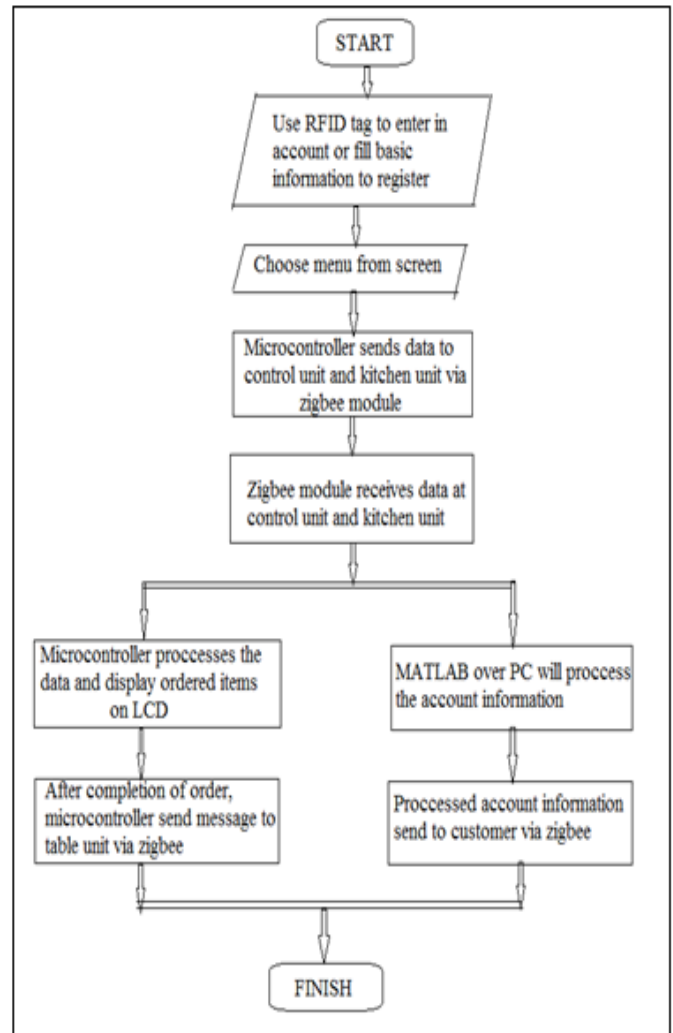 START
Use RFID tag to enter in
account or fill basic
information to register
Choose menu from screen
Microcontroller sends data to
control unit and kitchen unit via
zigbee module
Zigbee module receives data at
control unit and kitchen unit
Microcontroller proccesses the
data and display ordered items
on LCD
After completion of order,
microcontroller send message to
table unit via zigbee
MATLAB over PC will proccess
the account information
Proccessed account information
send to customer via zigbee
FINISH